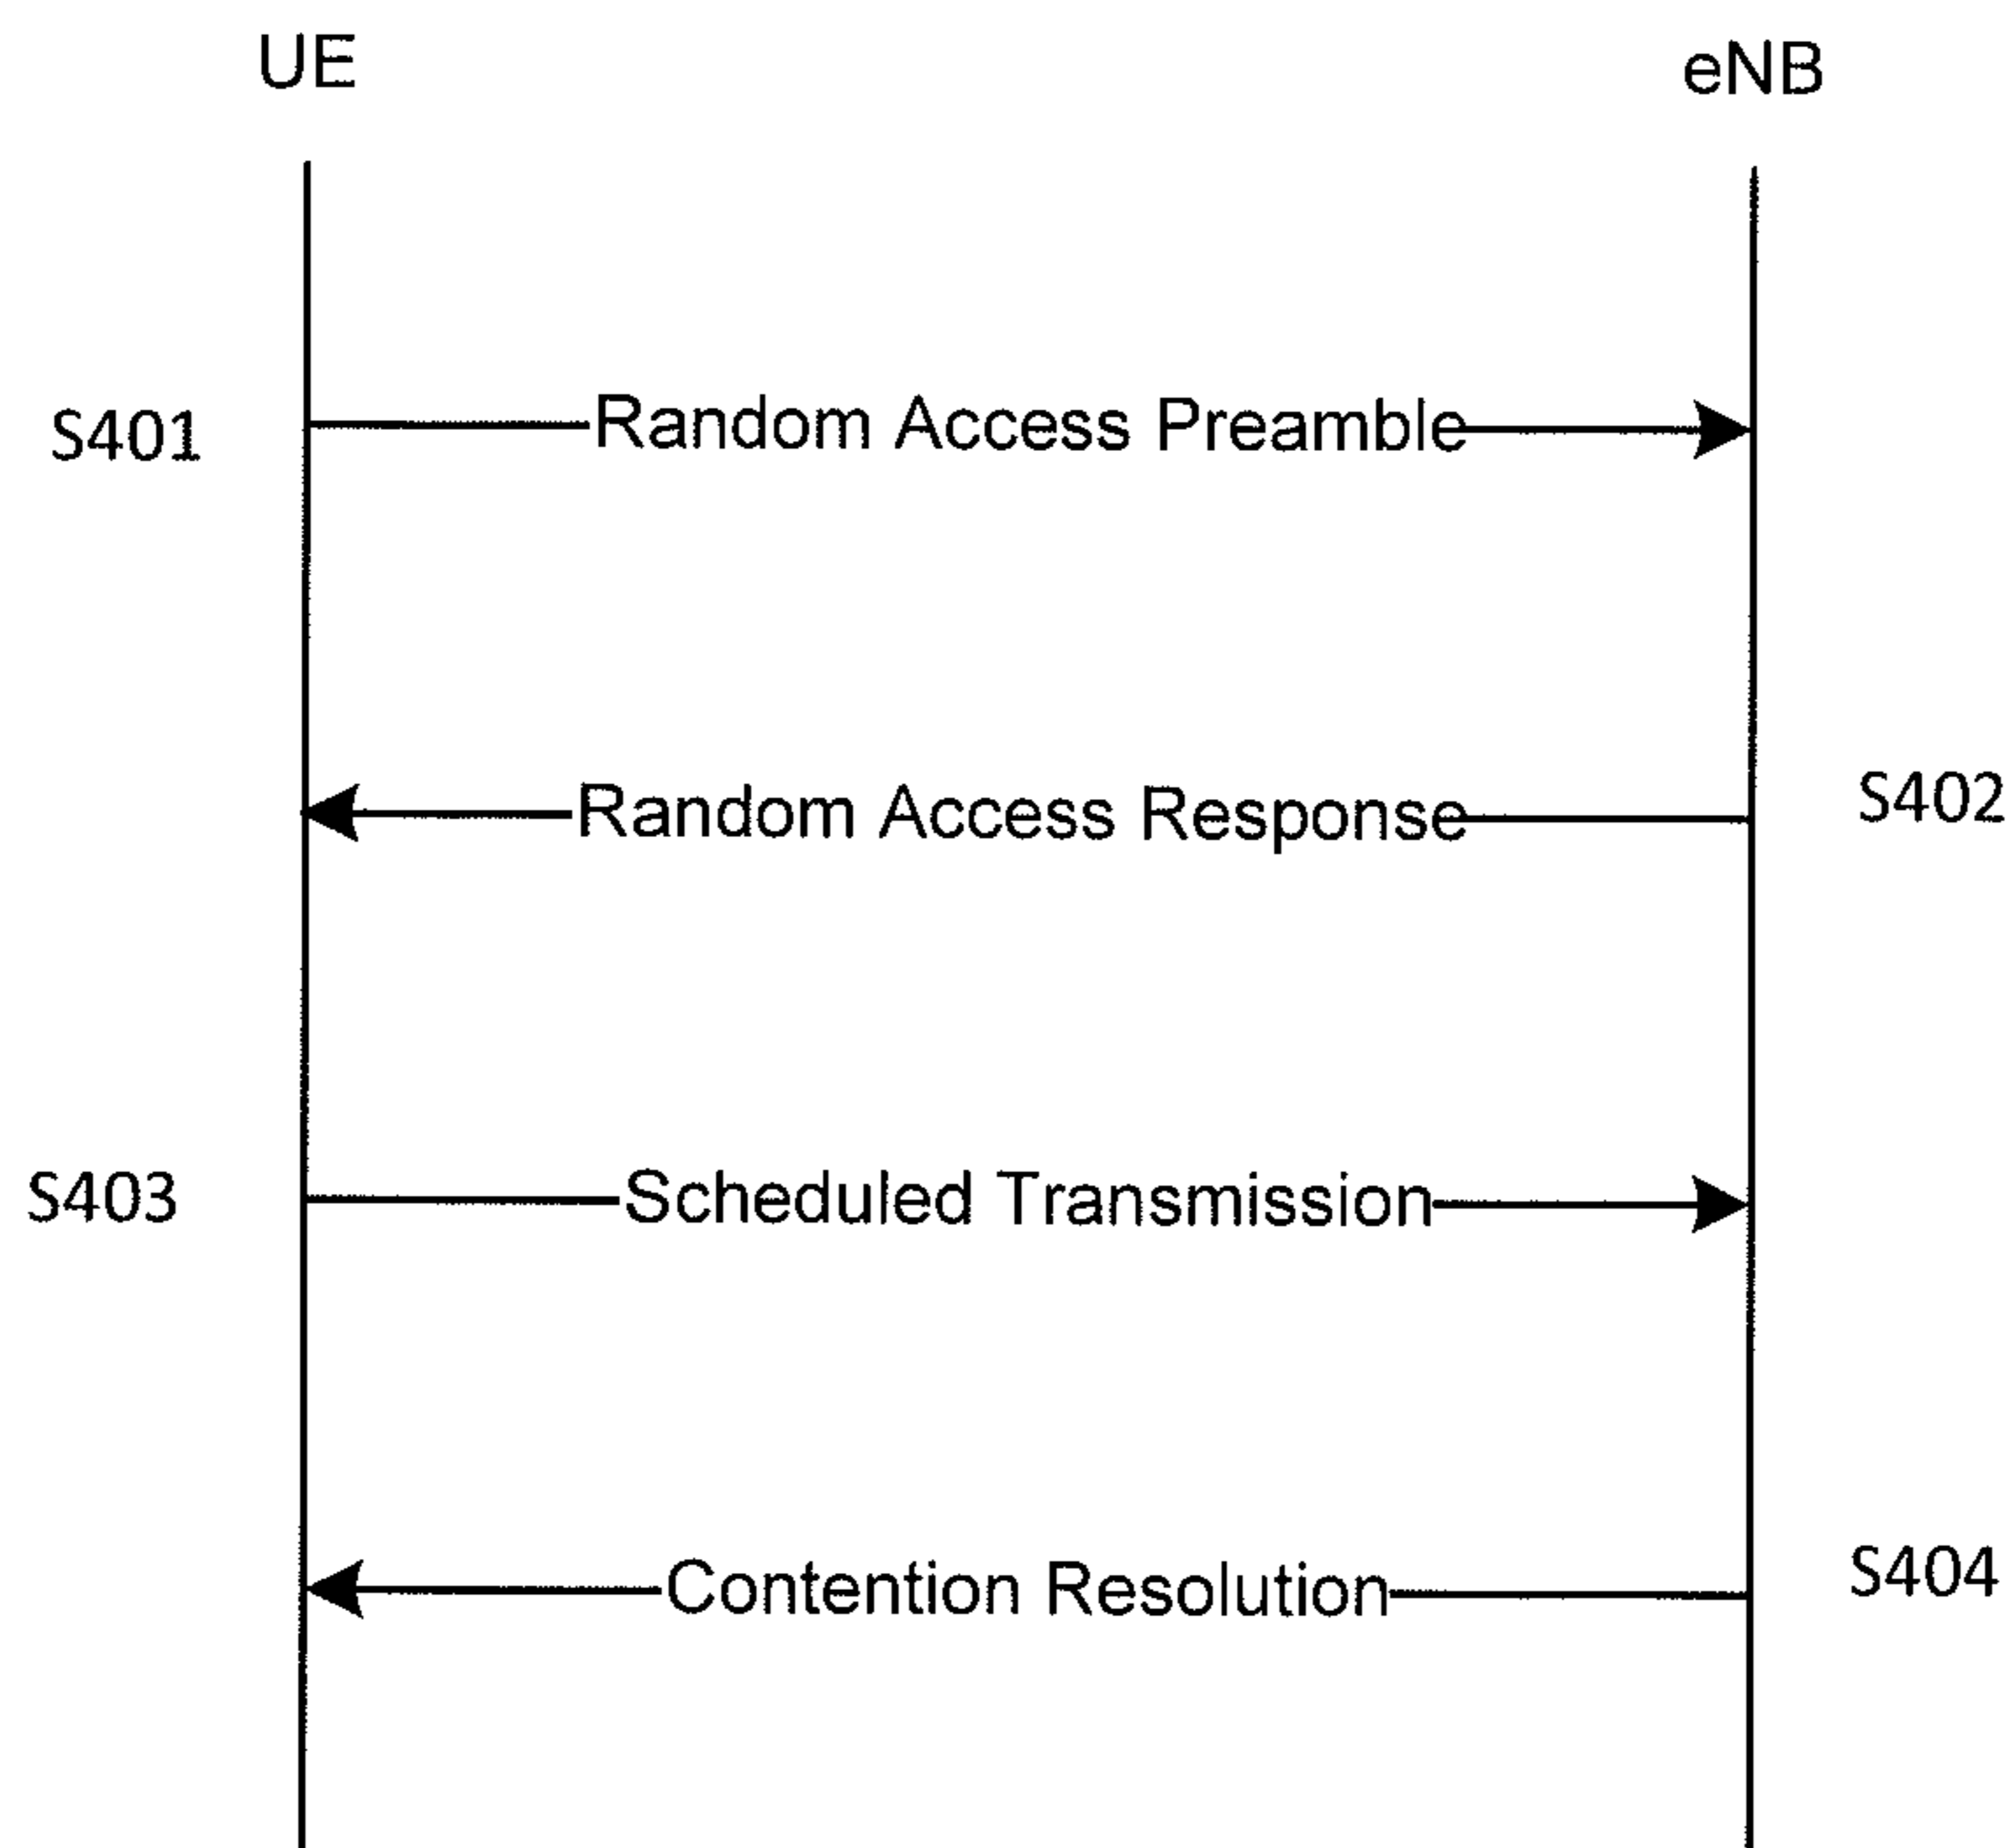 UE
eNB
S401
Random Access Preamble
Random Access Response
S402
S403
Scheduled Transmission
Contention Resolution
S404